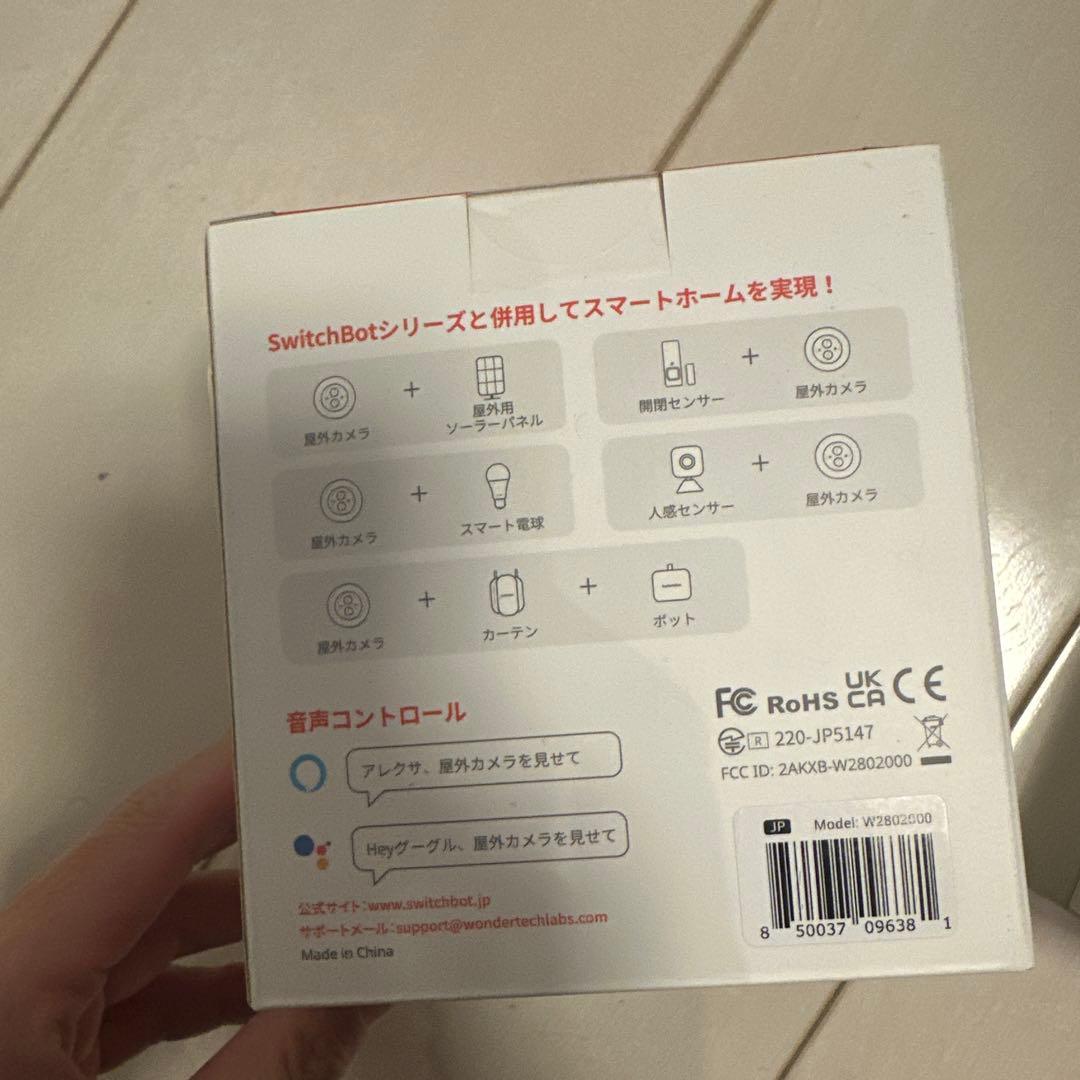 SwitchBotシリーズと併用してスマートホームを実現！
屋外カメラ
+
屋外用
ソーラーパネル
開閉センサー
+
屋外カメラ
屋外カメラ
+
スマート電球
人感センサー
+
屋外カメラ
屋外カメラ
+
カーテン
+
ボット
音声コントロール
アレクサ、屋外カメラを見せて
Heyグーグル、屋外カメラを見せて
公式サイト：www.switchbot.jp
サポートメール：support@wondertechlabs.com
Made in China
FC RoHS UK CA CE
R 220-JP5147
FCC ID: 2AKXB-W2802000
JP Model: W2802000
8 50037 09638 1